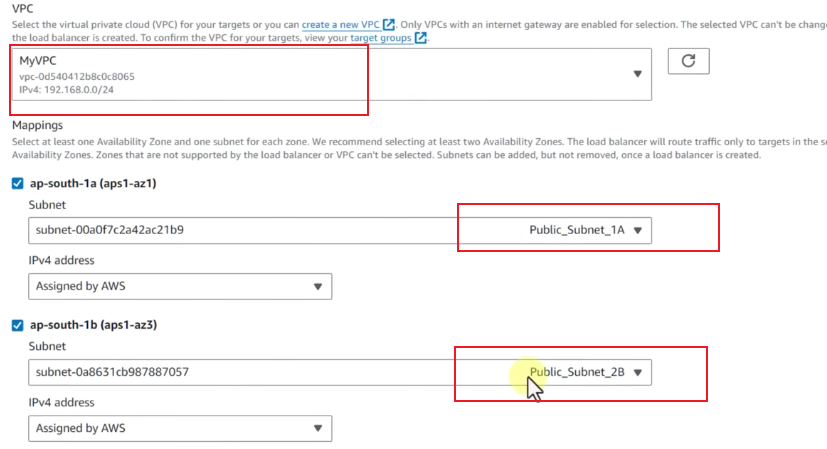 VPC
Select the virtual private cloud (VPC) for your targets or you can create a new VPC. Only VPCs with an internet gateway are enabled for selection. The selected VPC can't be
the load balancer is created. To confirm the VPC for your targets, view your target groups.
MyVPC
vpc-0d540412b8c0c8065
IPv4: 192.168.0.0/24
Mappings
Select at least one Availability Zone and one subnet for each zone. We recommend selecting at least two Availability Zones. The load balancer will route traffic only to targets in the
Availability Zones. Zones that are not supported by the load balancer or VPC can't be selected. Subnets can be added, but not removed, once a load balancer is created.
ap-south-1a (aps1-az1)
Subnet
subnet-00a0f7c2a42ac21b9 Public_Subnet_1A
IPv4 address
Assigned by AWS
ap-south-1b (aps1-az3)
Subnet
subnet-0a8631cb987887057 Public_Subnet_2B
IPv4 address
Assigned by AWS